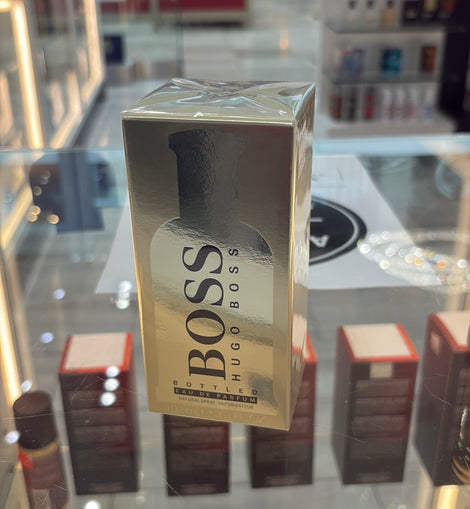 BOSS
HUGO BOSS
BOTTLED
EAU DE PARFUM
NATURAL SPRAY · VAPORISATEUR